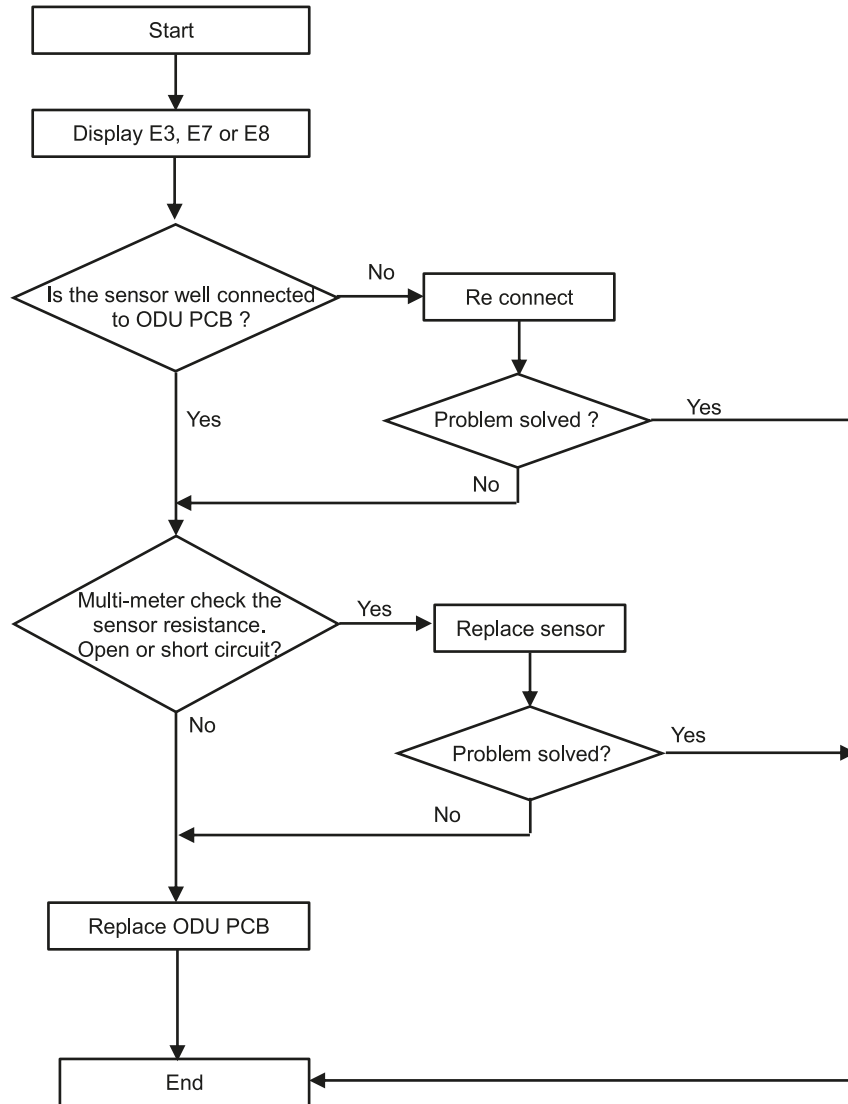 Start
Display E3, E7 or E8
Is the sensor well connected
to ODU PCB ?
No
Re connect
Yes
Problem solved ?
Yes
No
Multi-meter check the
sensor resistance.
Open or short circuit?
Yes
Replace sensor
No
Problem solved?
Yes
No
Replace ODU PCB
End